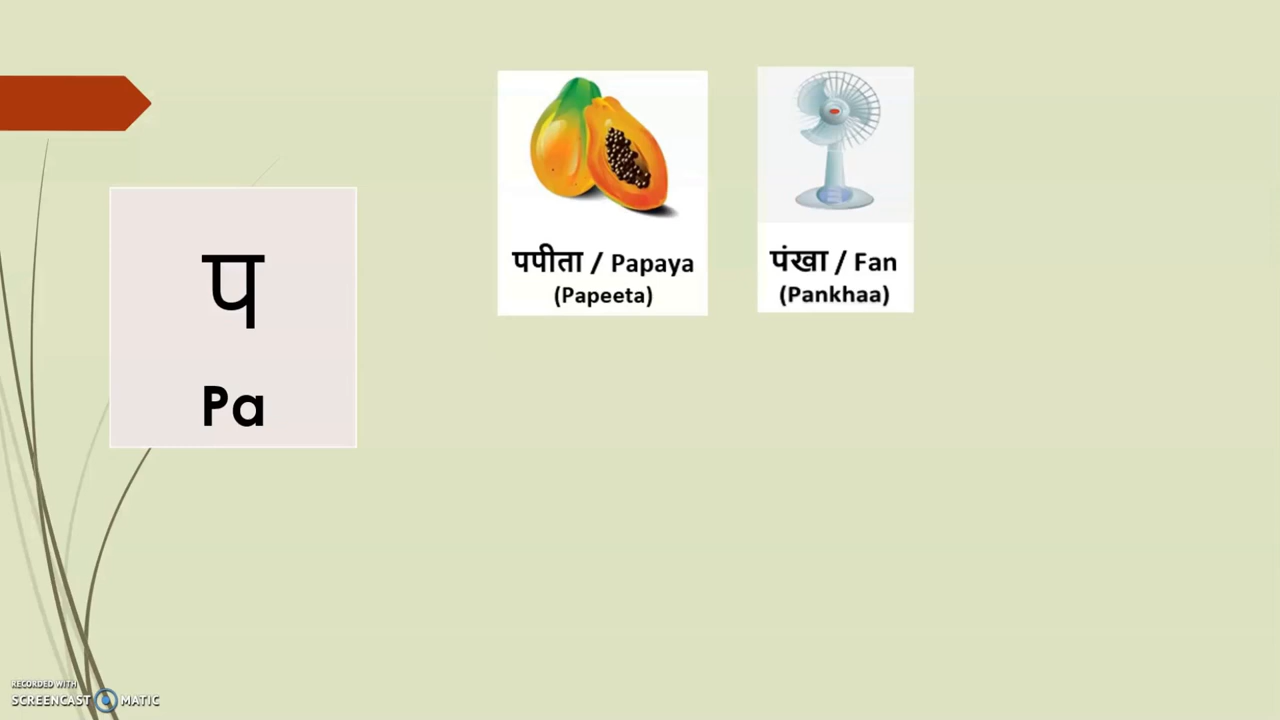 प
Pa
पपीता / Papaya
(Papeeta)
पंखा / Fan
(Pankhaa)
RECORDED WITH
SCREENCAST MATIC